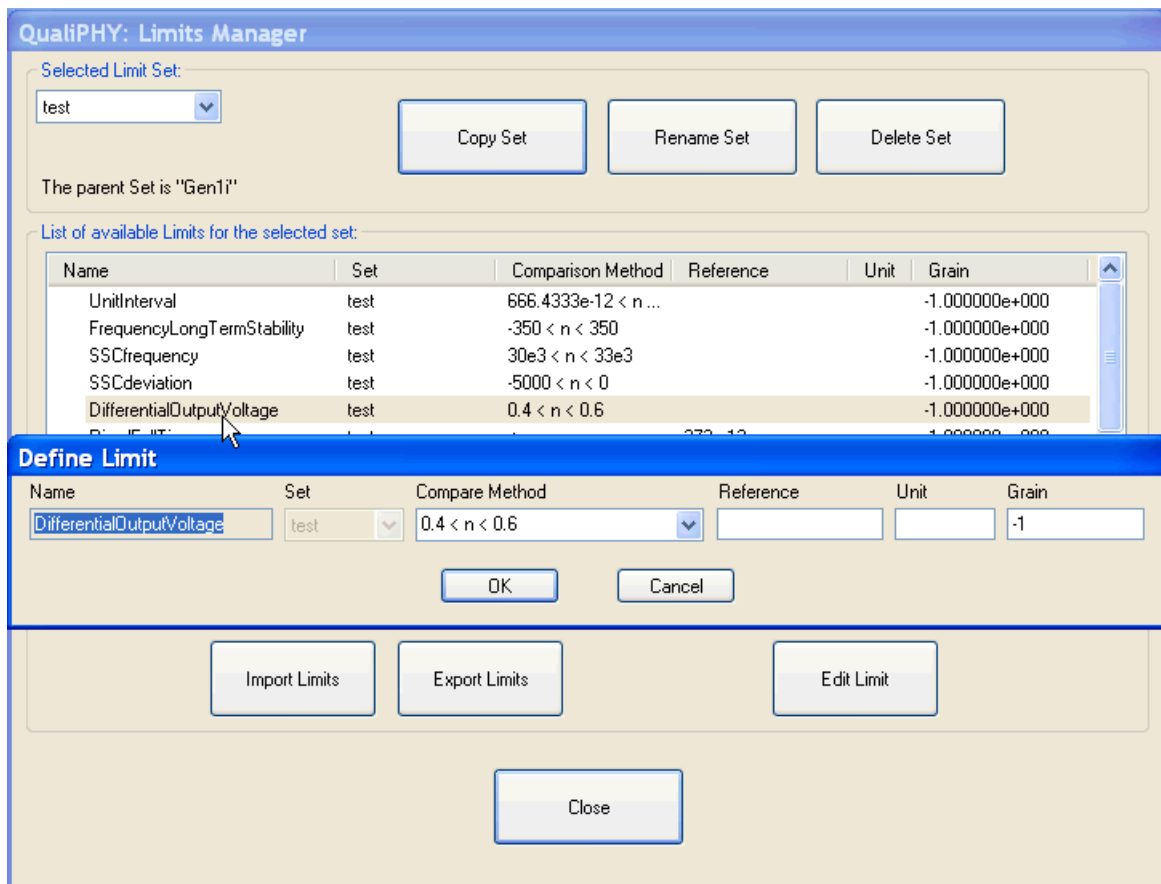 QualiPHY: Limits Manager
Selected Limit Set:
test
Copy Set Rename Set Delete Set
The parent Set is "Gen1i"
List of available Limits for the selected set:
Name Set Comparison Method Reference Unit Grain
UnitInterval test 666.4333e-12 < n ... -1.000000e+000
FrequencyLongTermStability test -350 < n < 350 -1.000000e+000
SSCfrequency test 30e3 < n < 33e3 -1.000000e+000
SSCdeviation test -5000 < n < 0 -1.000000e+000
DifferentialOutputVoltage test 0.4 < n < 0.6 -1.000000e+000
Define Limit
Name Set Compare Method Reference Unit Grain
DifferentialOutputVoltage test 0.4 < n < 0.6 -1
OK Cancel
Import Limits Export Limits Edit Limit
Close